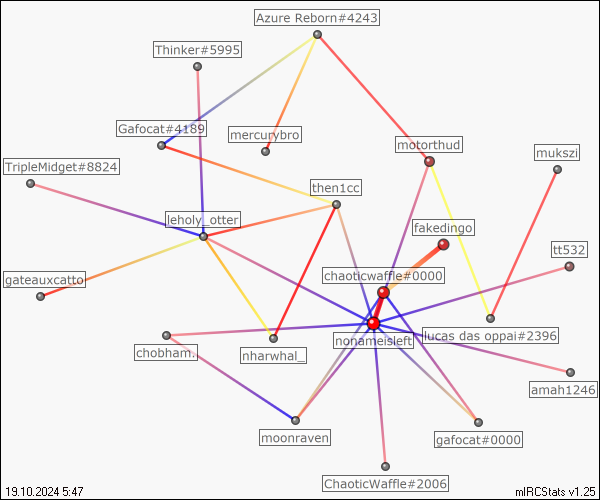 Azure Reborn#4243
Thinker#5995
Gafocat#4189
mercurybro
motorthud
mukszi
TripleMidget#8824
then1cc
leholy_otter
fakedingo
tt532
chaoticwaffle#0000
gateauxcatto
nonameisleft
lucas das oppai#2396
chobham.
nharwhal_
amah1246
moonraven
gafocat#0000
ChaoticWaffle#2006
19.10.2024 5:47
mIRCStats v1.25